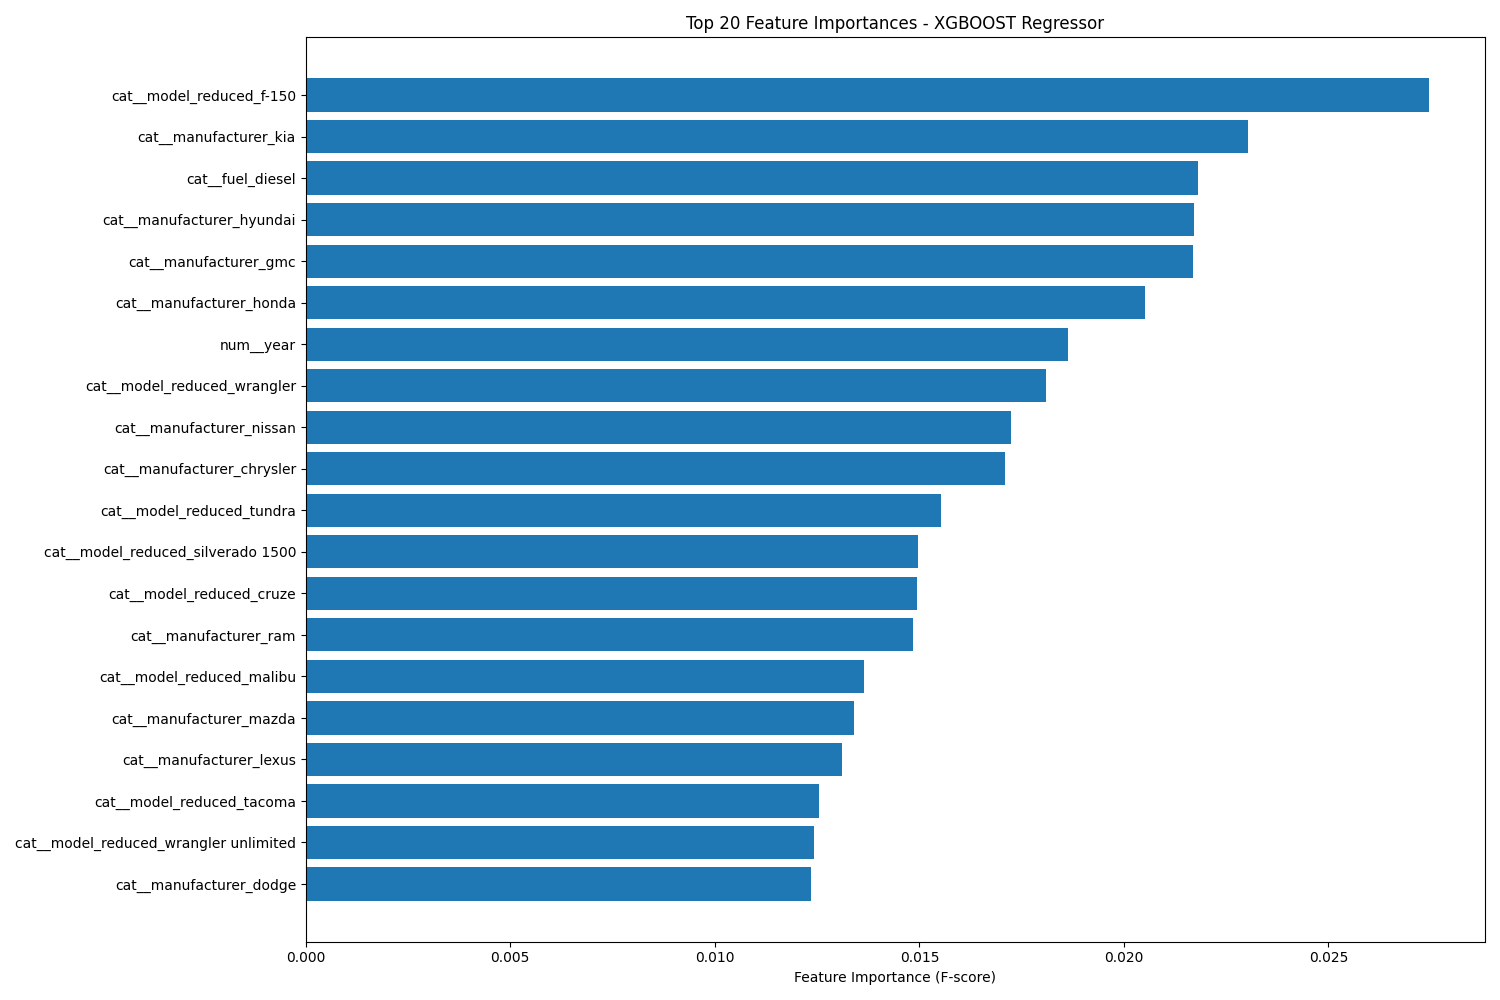 Top 20 Feature Importances - XGBOOST Regressor
cat__model_reduced_f-150
cat__manufacturer_kia
cat__fuel_diesel
cat__manufacturer_hyundai
cat__manufacturer_gmc
cat__manufacturer_honda
num__year
cat__model_reduced_wrangler
cat__manufacturer_nissan
cat__manufacturer_chrysler
cat__model_reduced_tundra
cat__model_reduced_silverado 1500
cat__model_reduced_cruze
cat__manufacturer_ram
cat__model_reduced_malibu
cat__manufacturer_mazda
cat__manufacturer_lexus
cat__model_reduced_tacoma
cat__model_reduced_wrangler unlimited
cat__manufacturer_dodge
0.000 0.005 0.010 0.015 0.020 0.025
Feature Importance (F-score)